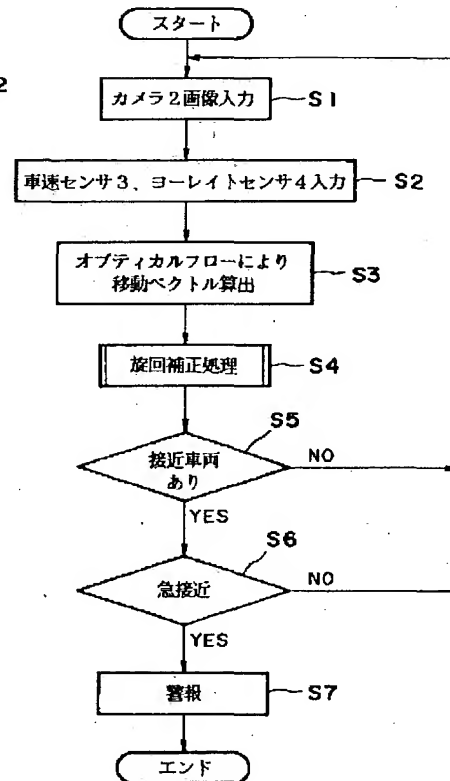 スタート
2
カメラ2画像入力
S1
車速センサ3、ヨーレイトセンサ4入力
S2
オプティカルフローにより
移動ベクトル算出
S3
旋回補正処理
S4
S5
接近車両
あり
NO
YES
S6
急接近
NO
YES
警報
S7
エンド